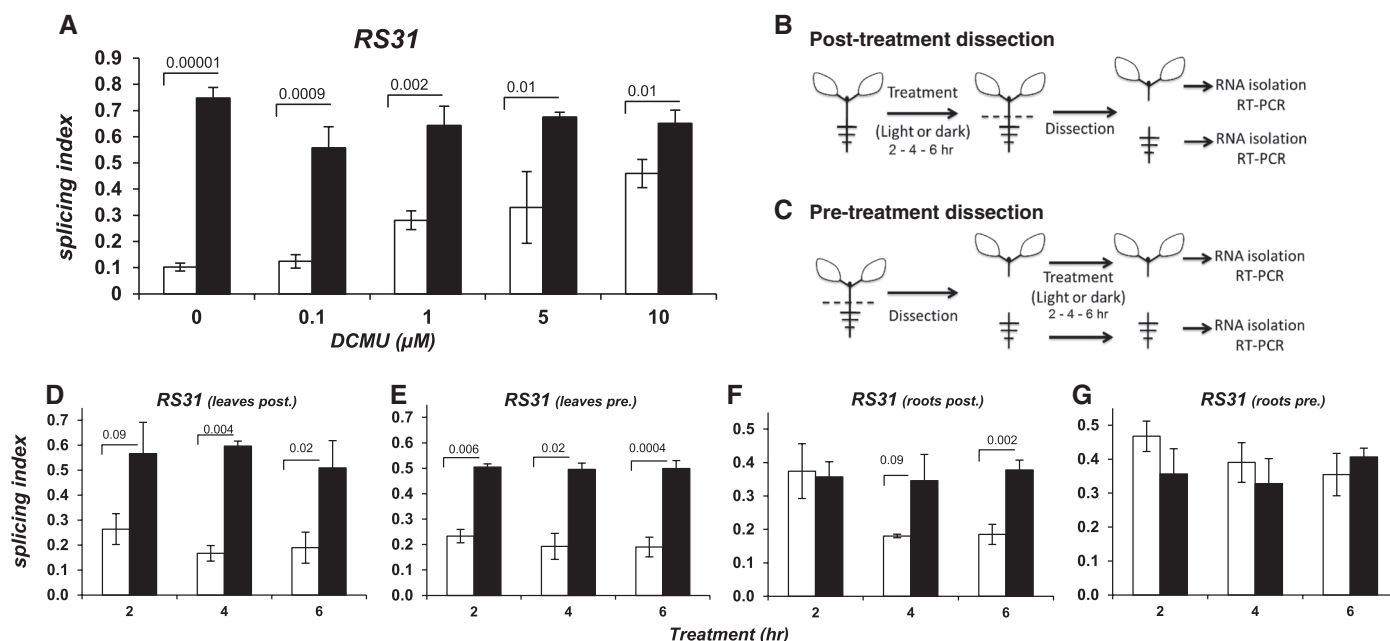 A
RS31
splicing index
0.9
0.8
0.7
0.6
0.5
0.4
0.3
0.2
0.1
0
0.00001
0.0009
0.002
0.01
0.01
0
0.1
1
5
10
DCMU (µM)
B
Post-treatment dissection
Treatment
(Light or dark)
2 - 4 - 6 hr
Dissection
RNA isolation
RT-PCR
RNA isolation
RT-PCR
C
Pre-treatment dissection
Dissection
Treatment
(Light or dark)
2 - 4 - 6 hr
RNA isolation
RT-PCR
RNA isolation
RT-PCR
D
RS31 (leaves post.)
splicing index
0.7
0.6
0.5
0.4
0.3
0.2
0.1
0.0
0.09
0.004
0.02
2
4
6
E
RS31 (leaves pre.)
0.7
0.6
0.5
0.4
0.3
0.2
0.1
0.0
0.006
0.02
0.0004
2
4
6
F
RS31 (roots post.)
0.5
0.4
0.3
0.2
0.1
0.0
0.09
0.002
2
4
6
G
RS31 (roots pre.)
0.5
0.4
0.3
0.2
0.1
0.0
2
4
6
Treatment (hr)